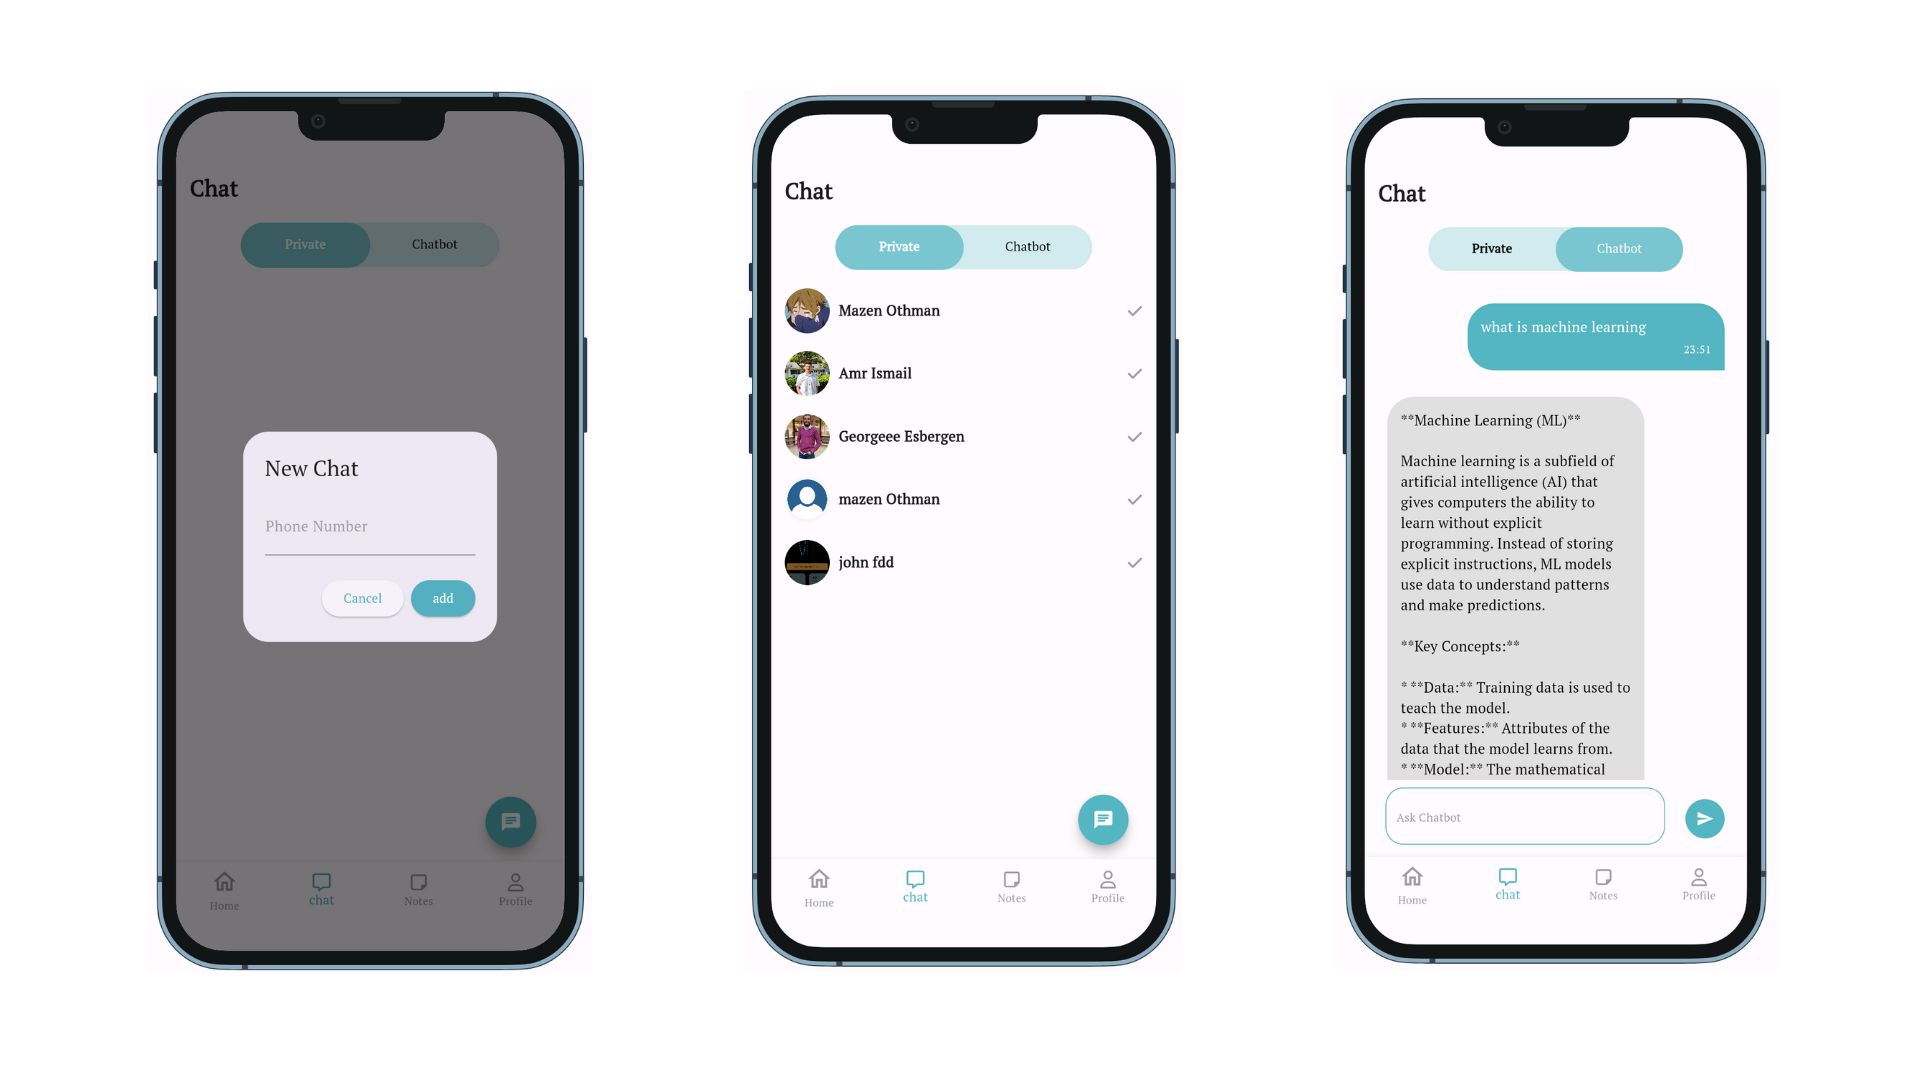 Chat
Private
Chatbot
New Chat
Phone Number
Cancel
add
Home
chat
Notes
Profile
Chat
Private
Chatbot
Mazen Othman
Amr Ismail
Georgeee Esbergen
mazen Othman
john fdd
Home
chat
Notes
Profile
Chat
Private
Chatbot
what is machine learning
23:51
**Machine Learning (ML)**
Machine learning is a subfield of
artificial intelligence (AI) that
gives computers the ability to
learn without explicit
programming. Instead of storing
explicit instructions, ML models
use data to understand patterns
and make predictions.
**Key Concepts:**
* **Data:** Training data is used to
teach the model.
* **Features:** Attributes of the
data that the model learns from.
* **Model:** The mathematical
Ask Chatbot
Home
chat
Notes
Profile